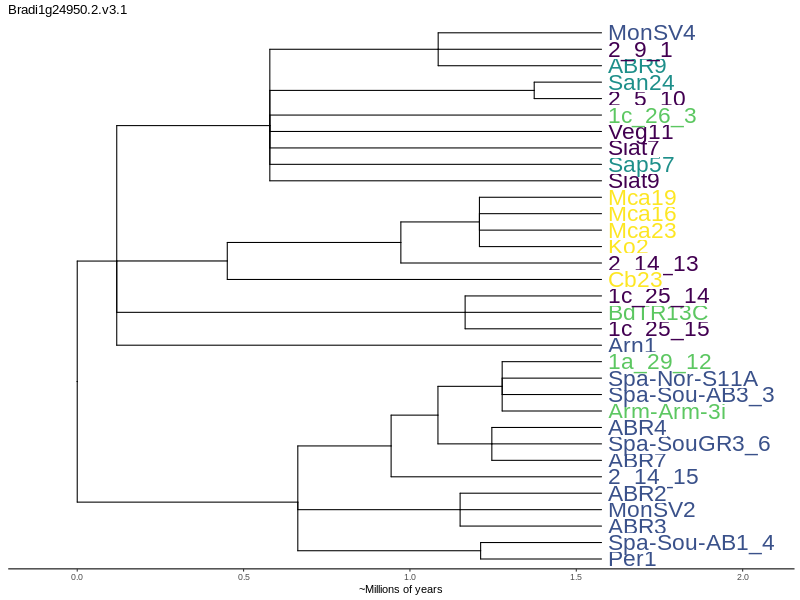 Bradi1g24950.2.v3.1
MonSV4
2_9_1
ABR9
San24
2_5_10
1c_26_3
Veg11
Siat7
Sap57
Siat9
Mca19
Mca16
Mca23
Ko2
2_14_13
Cb23
1c_25_14
BdTR13C
1c_25_15
Arn1
1a_29_12
Spa-Nor-S11A
Spa-Sou-AB3_3
Arm-Arm-3i
ABR4
Spa-SouGR3_6
ABR7
2_14_15
ABR2
MonSV2
ABR3
Spa-Sou-AB1_4
Per1
0.0 0.5 1.0 1.5 2.0
~Millions of years